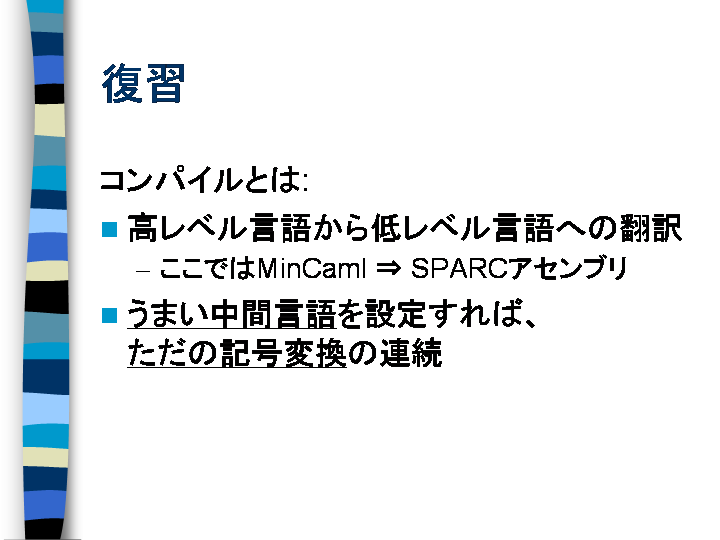 復習
コンパイルとは:
高レベル言語から低レベル言語への翻訳
– ここではMinCaml ⇒ SPARCアセンブリ
うまい中間言語を設定すれば、
ただの記号変換の連続